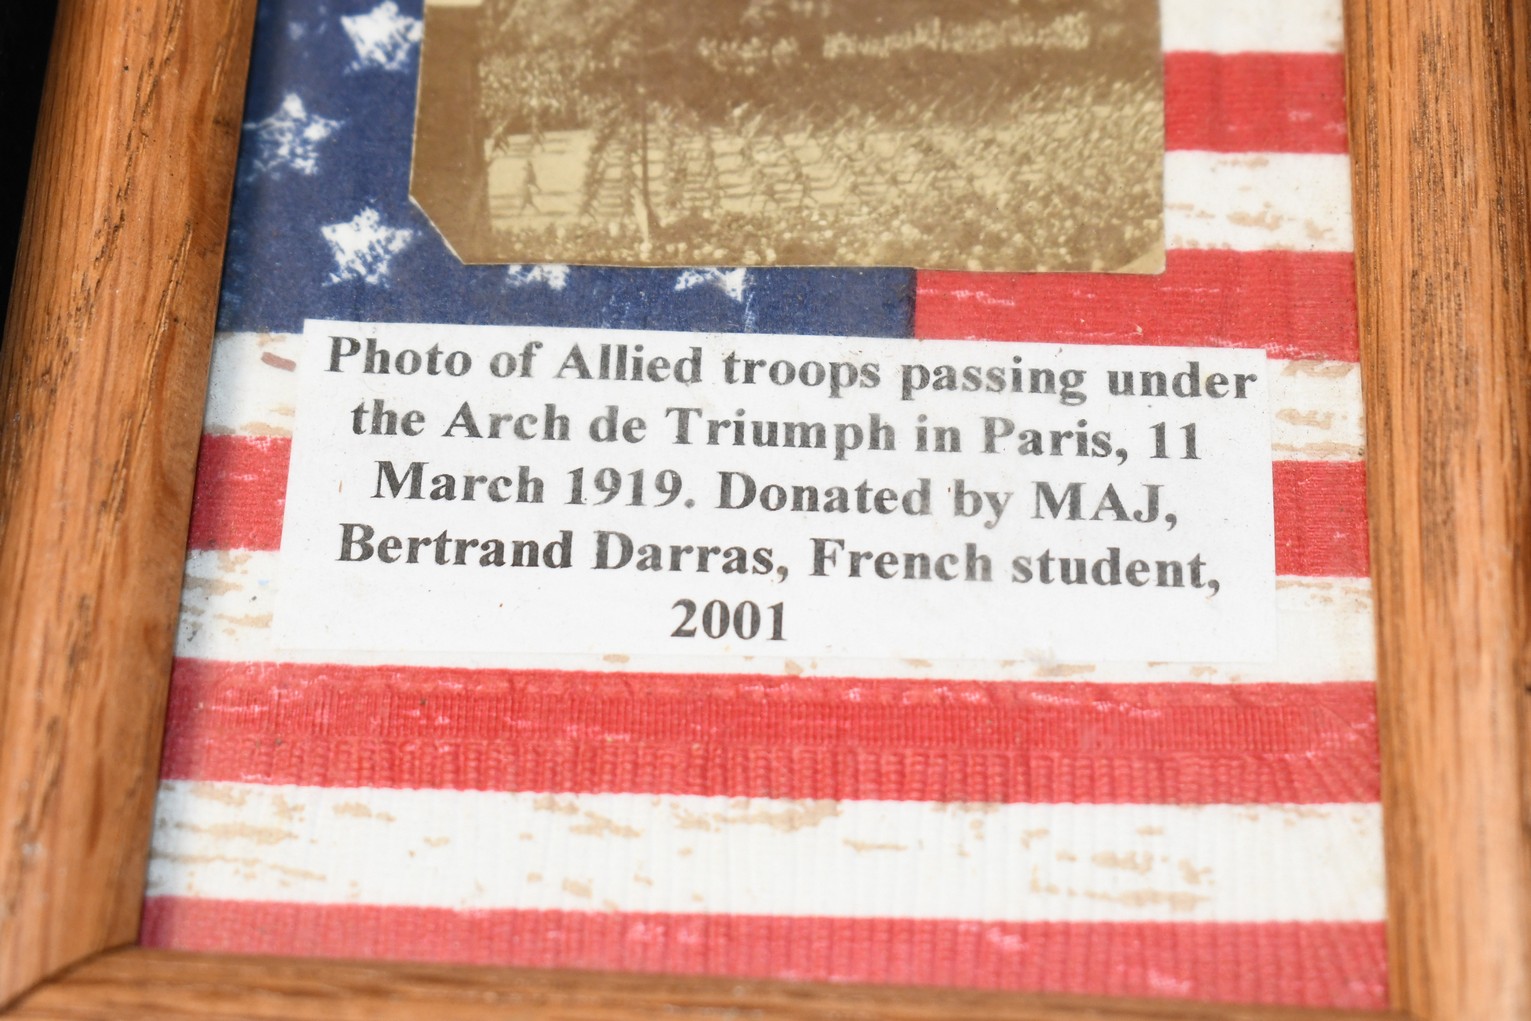 Photo of Allied troops passing under
the Arch de Triumph in Paris, 11
March 1919. Donated by MAJ,
Bertrand Darras, French student,
2001